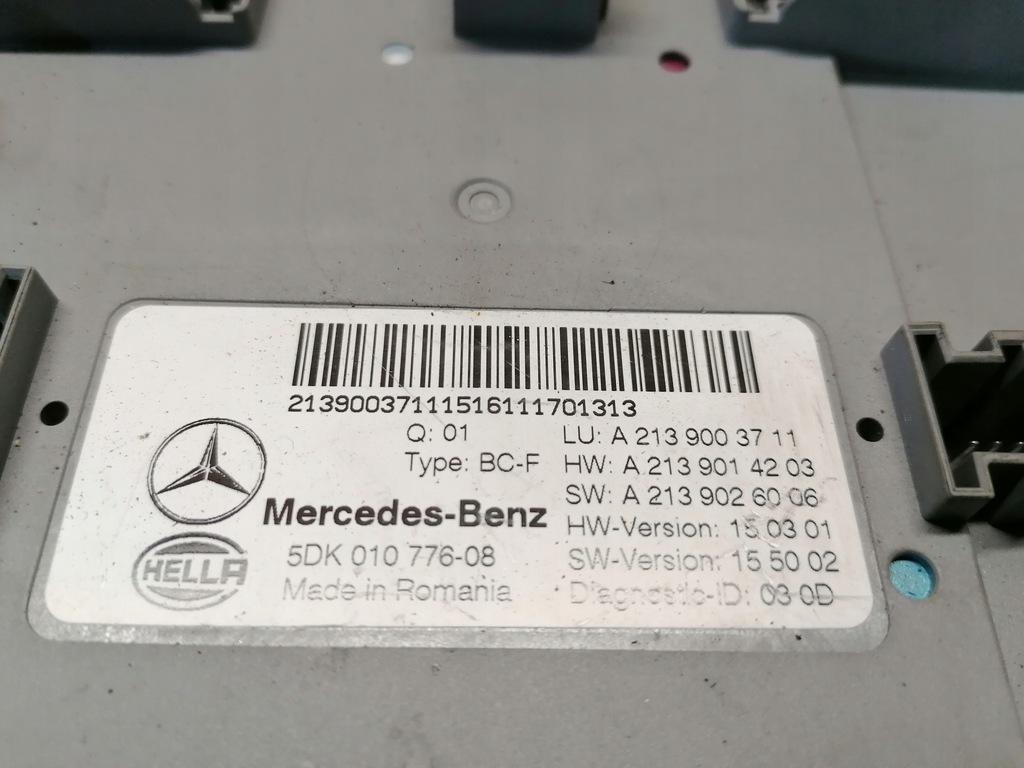 21390037111516111701313
Q: 01 LU: A 213 900 37 11
Type: BC-F HW: A 213 901 42 03
SW: A 213 902 60 06
Mercedes-Benz HW-Version: 15 03 01
5DK 010 776-08 SW-Version: 15 50 02
HELLA Made in Romania Diagnostic-ID: 03 0D